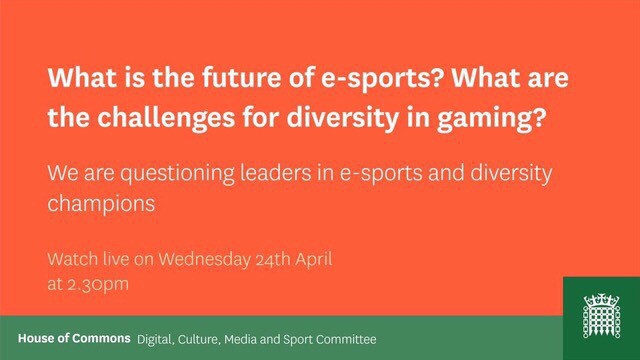 What is the future of e-sports? What are
the challenges for diversity in gaming?
We are questioning leaders in e-sports and diversity
champions
Watch live on Wednesday 24th April
at 2.30pm
House of Commons Digital, Culture, Media and Sport Committee